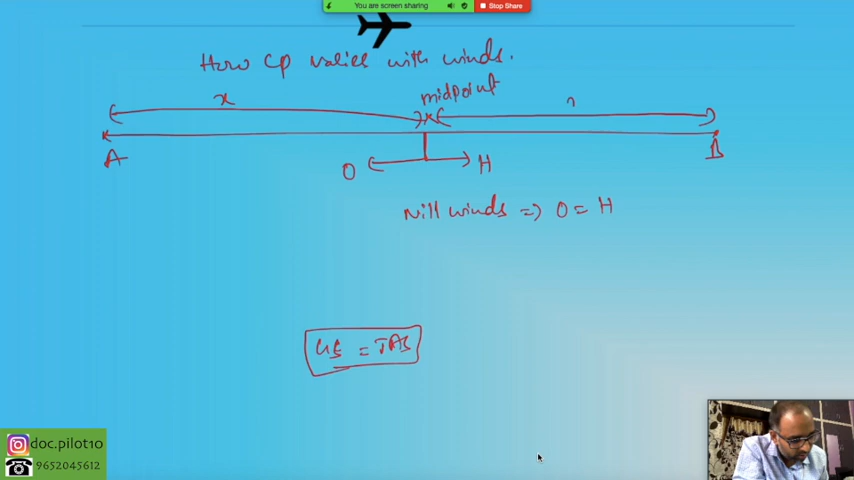 You are screen sharing
Stop Share
How CP varies with winds.
midpoint
x
A
B
O
H
Nill winds => O = H
GS = TAS
doc.pilot10
9652045612